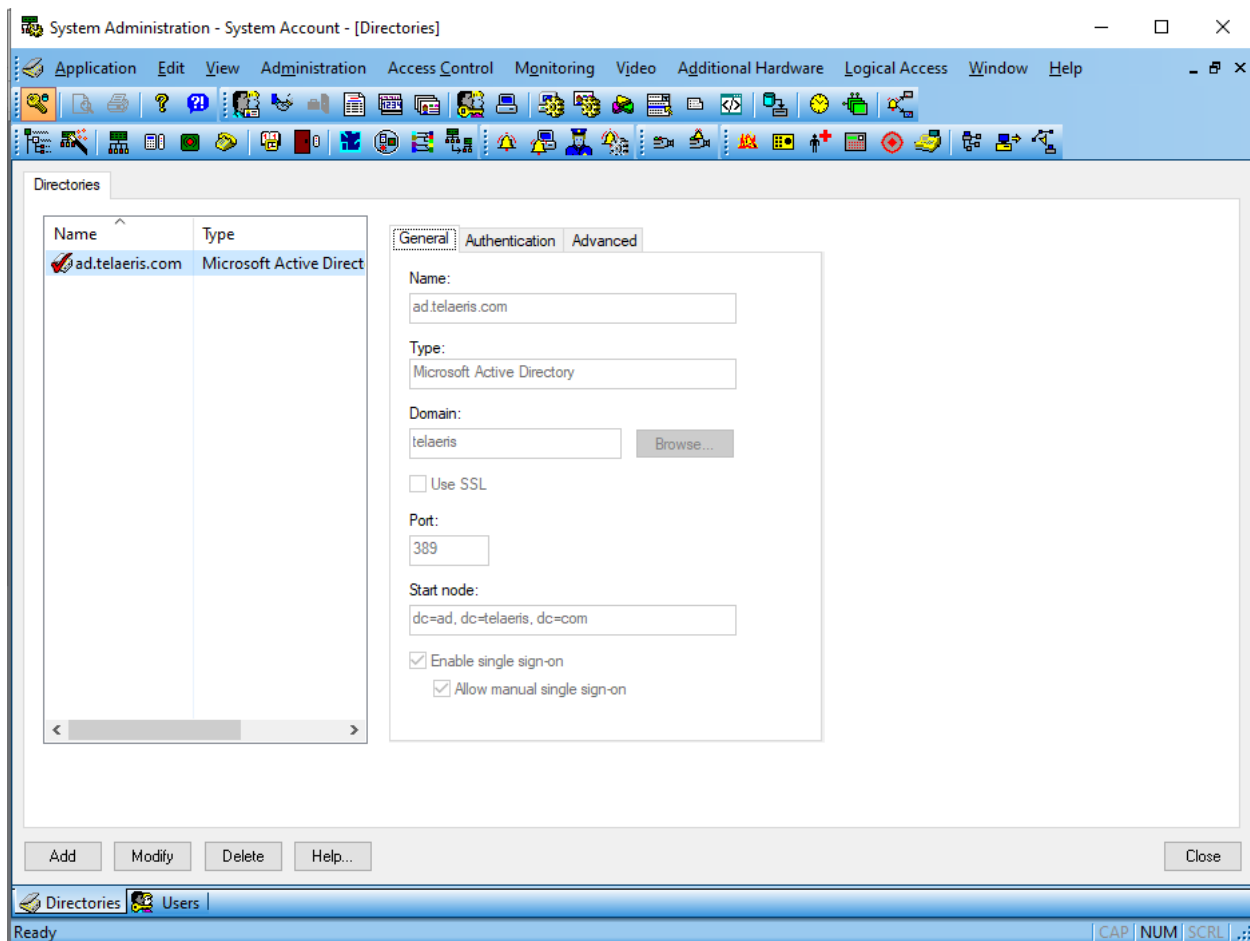 System Administration - System Account - [Directories]
Application Edit View Administration Access Control Monitoring Video Additional Hardware Logical Access Window Help
Directories
Name Type
ad.telaeris.com Microsoft Active Direct
General Authentication Advanced
Name:
ad.telaeris.com
Type:
Microsoft Active Directory
Domain:
telaeris Browse...
Use SSL
Port:
389
Start node:
dc=ad, dc=telaeris, dc=com
Enable single sign-on
Allow manual single sign-on
Add Modify Delete Help... Close
Directories Users
Ready CAP NUM SCRL